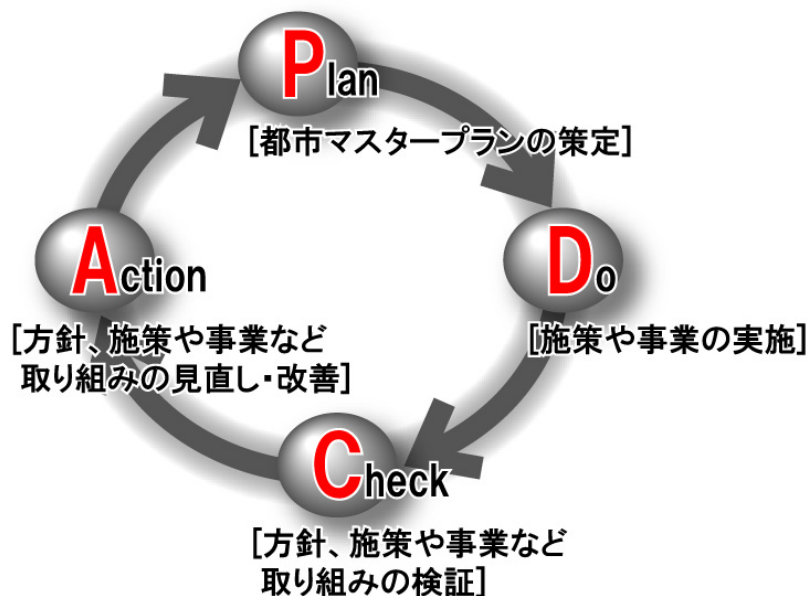 Plan
[都市マスタープランの策定]
Do
[施策や事業の実施]
Check
[方針、施策や事業など
取り組みの検証]
Action
[方針、施策や事業など
取り組みの見直し・改善]